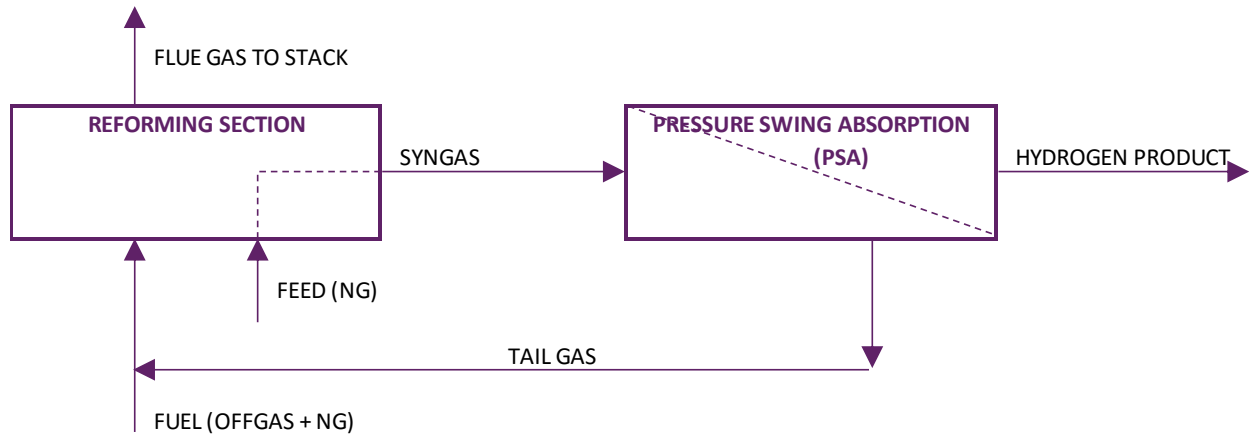 FLUE GAS TO STACK
REFORMING SECTION
PRESSURE SWING ABSORPTION
(PSA)
SYNGAS
HYDROGEN PRODUCT
FEED (NG)
TAIL GAS
FUEL (OFFGAS + NG)